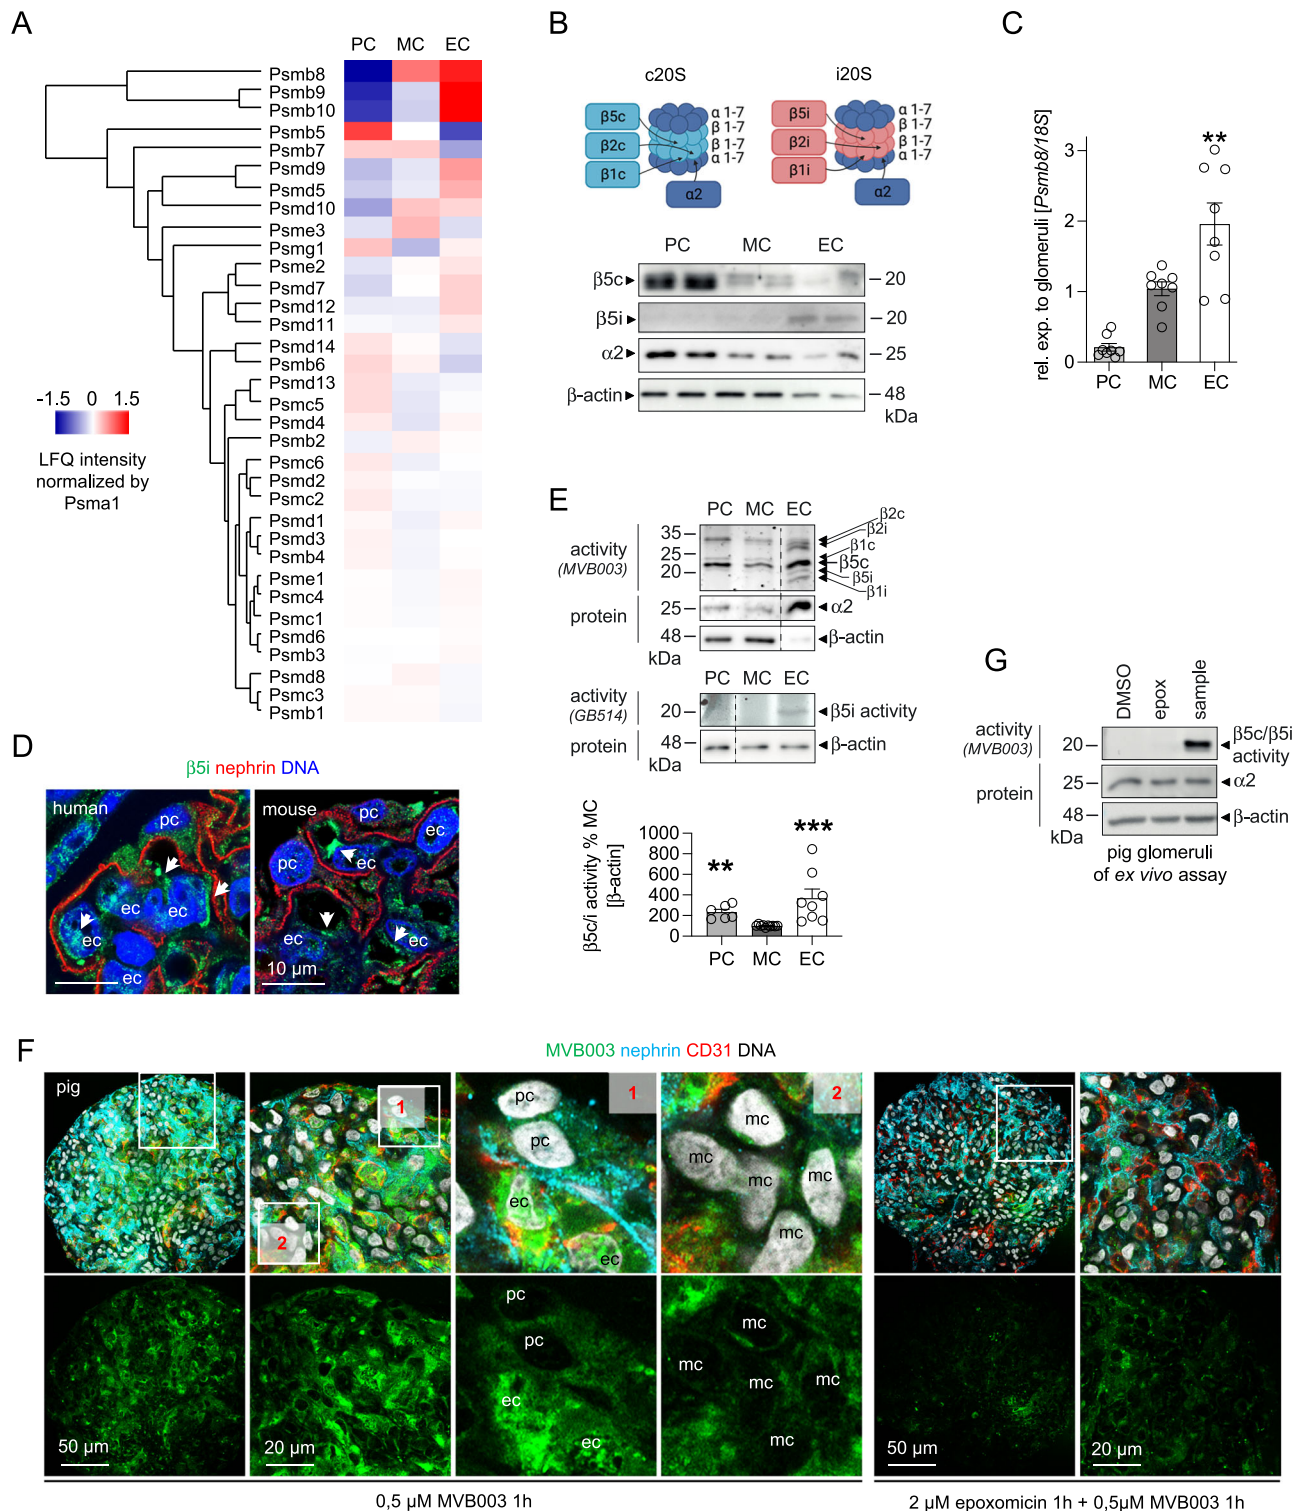 A
PC MC EC
Psmb8
Psmb9
Psmb10
Psmb5
Psmb7
Psmd9
Psmd5
Psmd10
Psme3
Psmg1
Psme2
Psmd7
Psmd12
Psmd11
Psmd14
Psmb6
Psmd13
Psmc5
Psmd4
Psmb2
Psmc6
Psmd2
Psmc2
Psmd1
Psmd3
Psmb4
Psme1
Psmc4
Psmc1
Psmd6
Psmb3
Psmd8
Psmc3
Psmb1
-1.5 0 1.5
LFQ intensity
normalized by
Psma1
B
c20S i20S
β5c
β2c
β1c
α2
α 1-7
β 1-7
β 1-7
α 1-7
β5i
β2i
β1i
α2
α 1-7
β 1-7
β 1-7
α 1-7
PC MC EC
β5c 20
β5i 20
α2 25
β-actin 48
kDa
C
rel. exp. to glomeruli [Psmb8/18S]
3
2
1
0
**
PC MC EC
D
β5i nephrin DNA
human
pc
ec
ec
ec
ec
mouse
pc
ec
pc
ec
ec
ec
10 µm
E
PC MC EC
activity
(MVB003)
35
25
20
β2c
β2i
β1c
β5c
β5i
β1i
protein
25
α2
48
β-actin
kDa
PC MC EC
activity
(GB514)
20
β5i activity
protein
48
β-actin
kDa
β5c/i activity % MC
[β-actin]
1000
800
600
400
200
0
**
***
PC MC EC
G
DMSO
epox
sample
activity
(MVB003)
20
β5c/β5i
activity
protein
25
α2
48
β-actin
kDa
pig glomeruli
of ex vivo assay
F
MVB003 nephrin CD31 DNA
pig
1
2
1
pc
pc
ec
ec
2
mc
mc
mc
mc
mc
50 µm
20 µm
pc
pc
ec
ec
mc
mc
mc
mc
mc
50 µm
20 µm
0,5 µM MVB003 1h
2 µM epoxomicin 1h + 0,5µM MVB003 1h